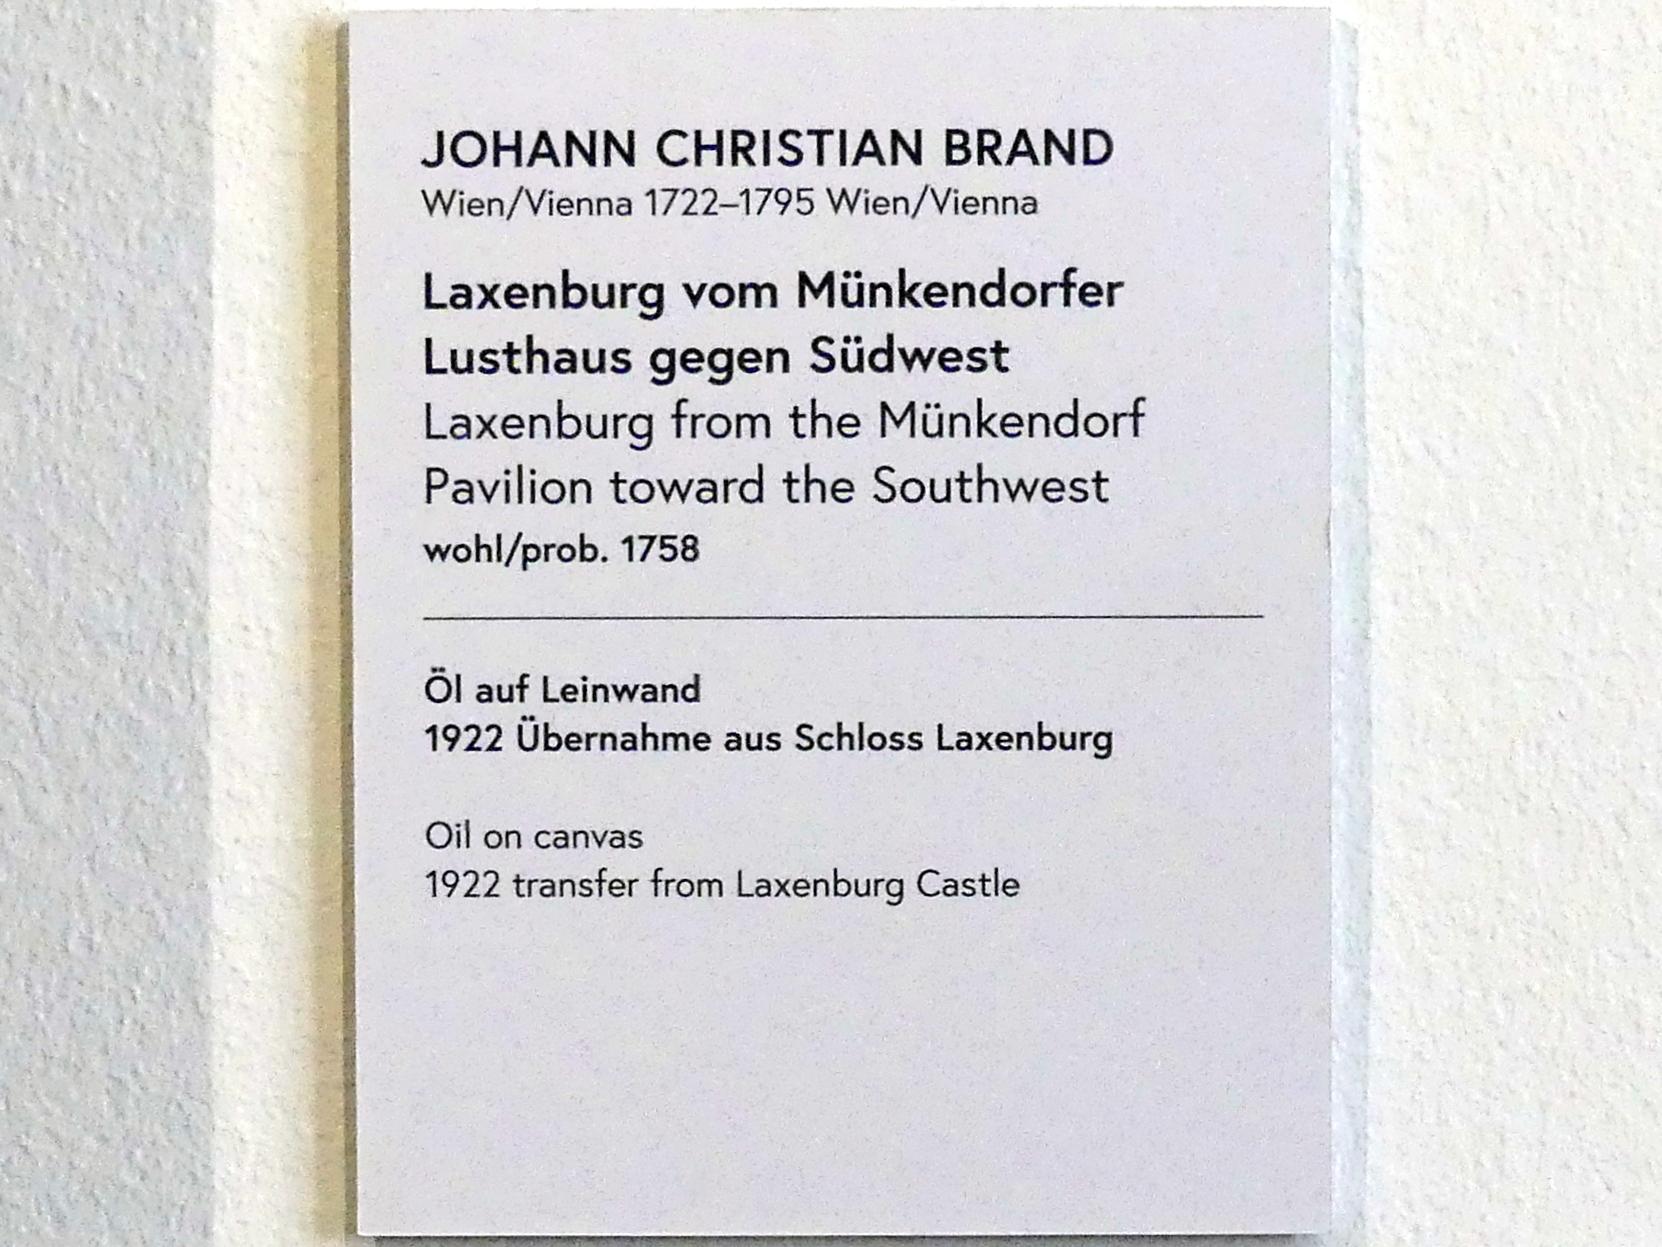 JOHANN CHRISTIAN BRAND
Wien/Vienna 1722–1795 Wien/Vienna
Laxenburg vom Münkendorfer
Lusthaus gegen Südwest
Laxenburg from the Münkendorf
Pavilion toward the Southwest
wohl/prob. 1758
Öl auf Leinwand
1922 Übernahme aus Schloss Laxenburg
Oil on canvas
1922 transfer from Laxenburg Castle